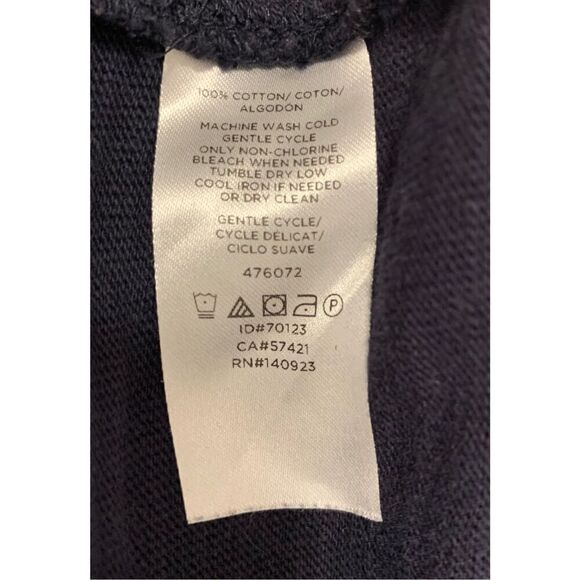 100% COTTON/ COTON/
ALGODON
MACHINE WASH COLD
GENTLE CYCLE
ONLY NON-CHLORINE
BLEACH WHEN NEEDED
TUMBLE DRY LOW
COOL IRON IF NEEDED
OR DRY CLEAN
GENTLE CYCLE/
CYCLE DÉLICAT/
CICLO SUAVE
476072
P
ID#70123
CA#57421
RN#140923